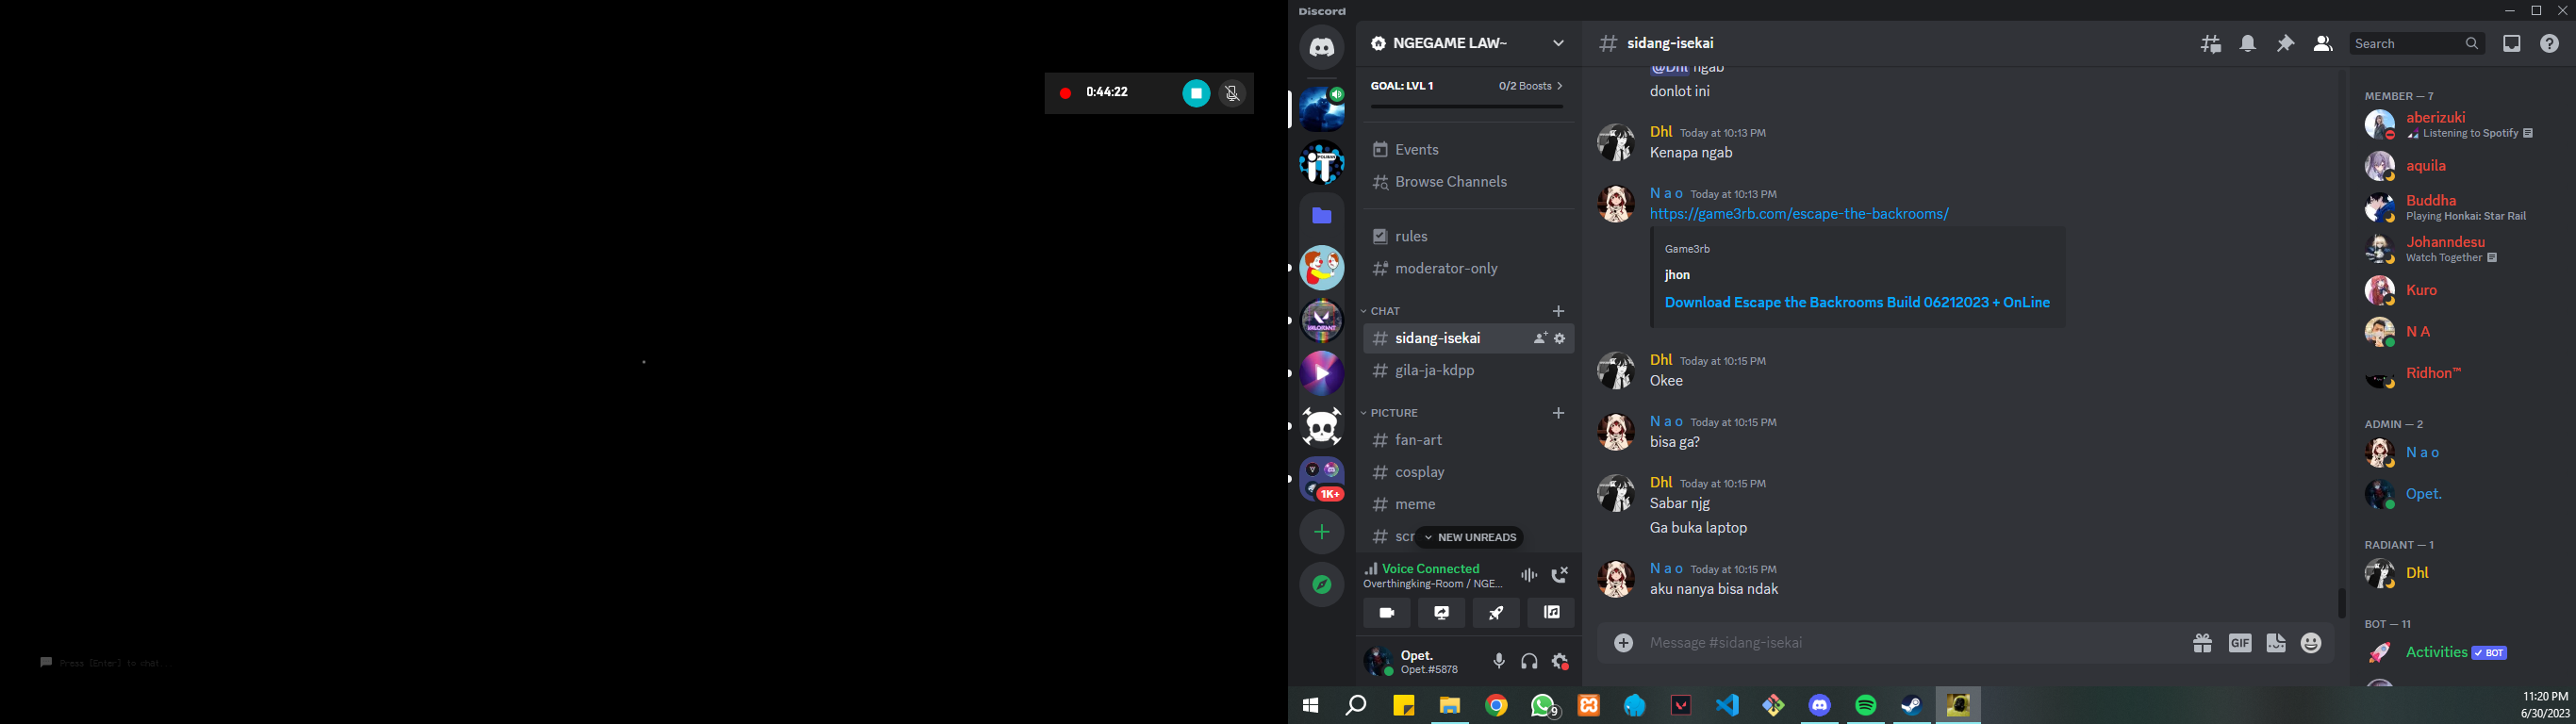 0:44:22
Press [Enter] to chat...
Discord
NGEGAME LAW~
GOAL: LVL 1
0/2 Boosts
Events
Browse Channels
rules
moderator-only
CHAT
sidang-isekai
gila-ja-kdpp
PICTURE
fan-art
cosplay
meme
scr
NEW UNREADS
Voice Connected
Overthingking-Room / NGE...
Opet.
Opet.#5878
iT
POLIBAN
VALORANT
1K+
sidang-isekai
Search
@Dhl ngab
donlot ini
Dhl Today at 10:13 PM
Kenapa ngab
N a o Today at 10:13 PM
https://game3rb.com/escape-the-backrooms/
Game3rb
jhon
Download Escape the Backrooms Build 06212023 + OnLine
Dhl Today at 10:15 PM
Okee
N a o Today at 10:15 PM
bisa ga?
Dhl Today at 10:15 PM
Sabar njg
Ga buka laptop
N a o Today at 10:15 PM
aku nanya bisa ndak
Message #sidang-isekai
GIF
MEMBER — 7
aberizuki
Listening to Spotify
aquila
Buddha
Playing Honkai: Star Rail
Johanndesu
Watch Together
Kuro
N A
Ridhon™
ADMIN — 2
N a o
Opet.
RADIANT — 1
Dhl
BOT — 11
Activities
BOT
9
11:20 PM
6/30/2023